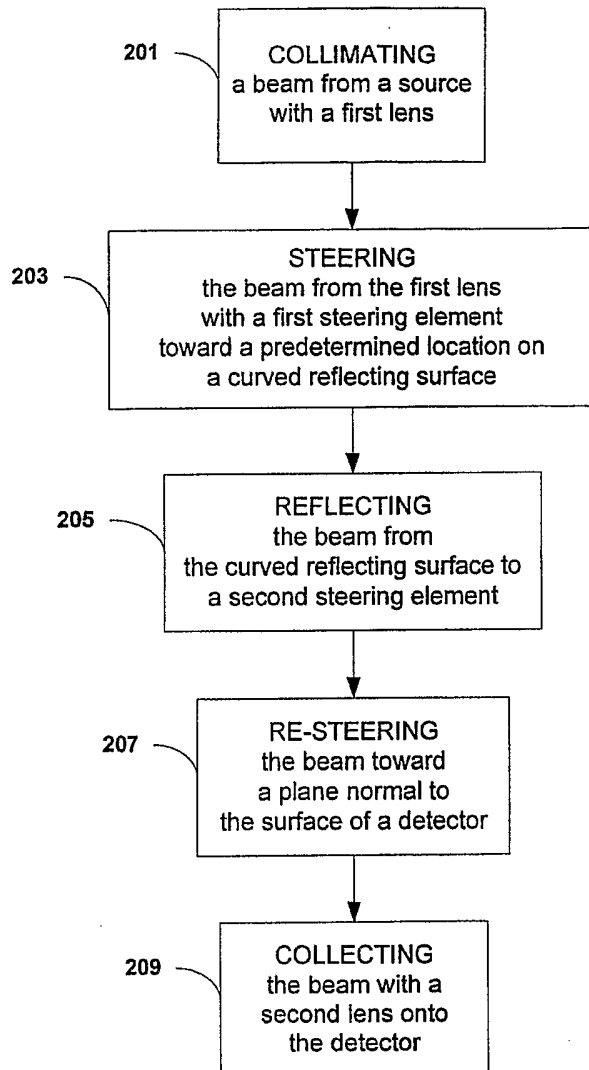 201
COLLIMATING
a beam from a source
with a first lens
203
STEERING
the beam from the first lens
with a first steering element
toward a predetermined location on
a curved reflecting surface
205
REFLECTING
the beam from
the curved reflecting surface to
a second steering element
207
RE-STEERING
the beam toward
a plane normal to
the surface of a detector
209
COLLECTING
the beam with a
second lens onto
the detector